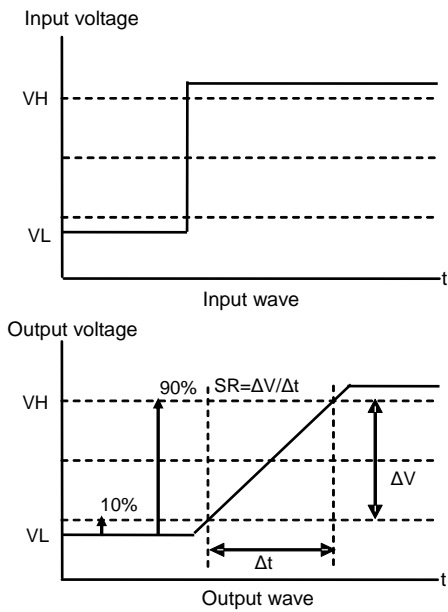 Input voltage
VH
VL
t
Input wave
Output voltage
90%
SR=ΔV/Δt
VH
ΔV
10%
VL
Δt
t
Output wave